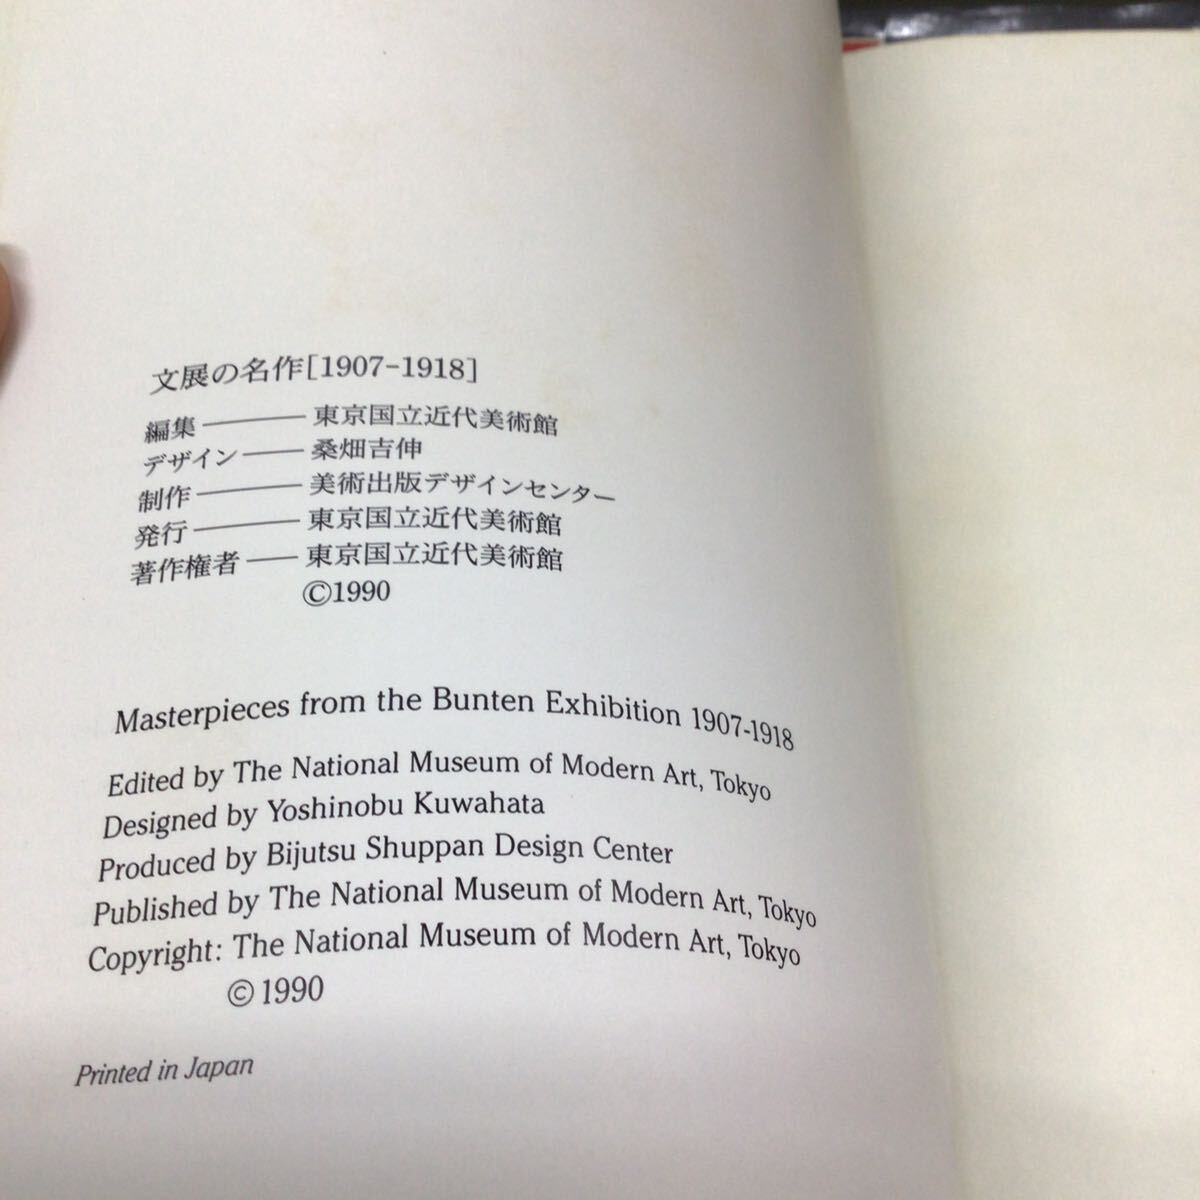 文展の名作[1907-1918]
編集———東京国立近代美術館
デザイン——桑畑吉伸
制作———美術出版デザインセンター
発行———東京国立近代美術館
著作権者——東京国立近代美術館
©1990
Masterpieces from the Bunten Exhibition 1907-1918
Edited by The National Museum of Modern Art, Tokyo
Designed by Yoshinobu Kuwahata
Produced by Bijutsu Shuppan Design Center
Published by The National Museum of Modern Art, Tokyo
Copyright: The National Museum of Modern Art, Tokyo
©1990
Printed in Japan